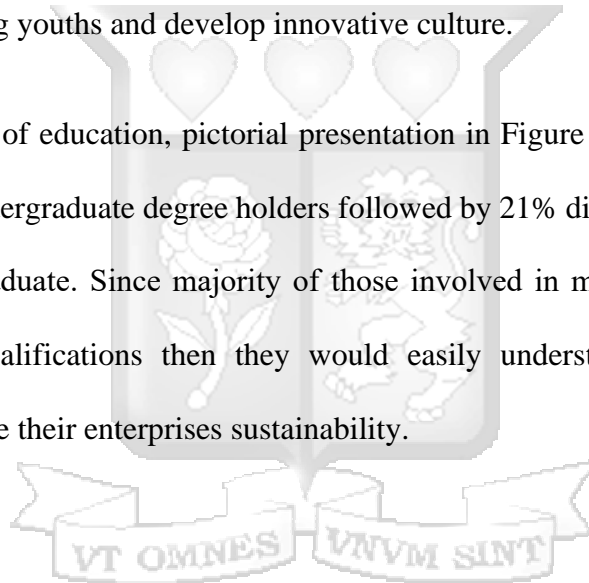 g youths and develop innovative culture.
of education, pictorial presentation in Figure
ergraduate degree holders followed by 21% di
duate. Since majority of those involved in m
alifications then they would easily underst
e their enterprises sustainability.
VT OMNES VNVM SINT